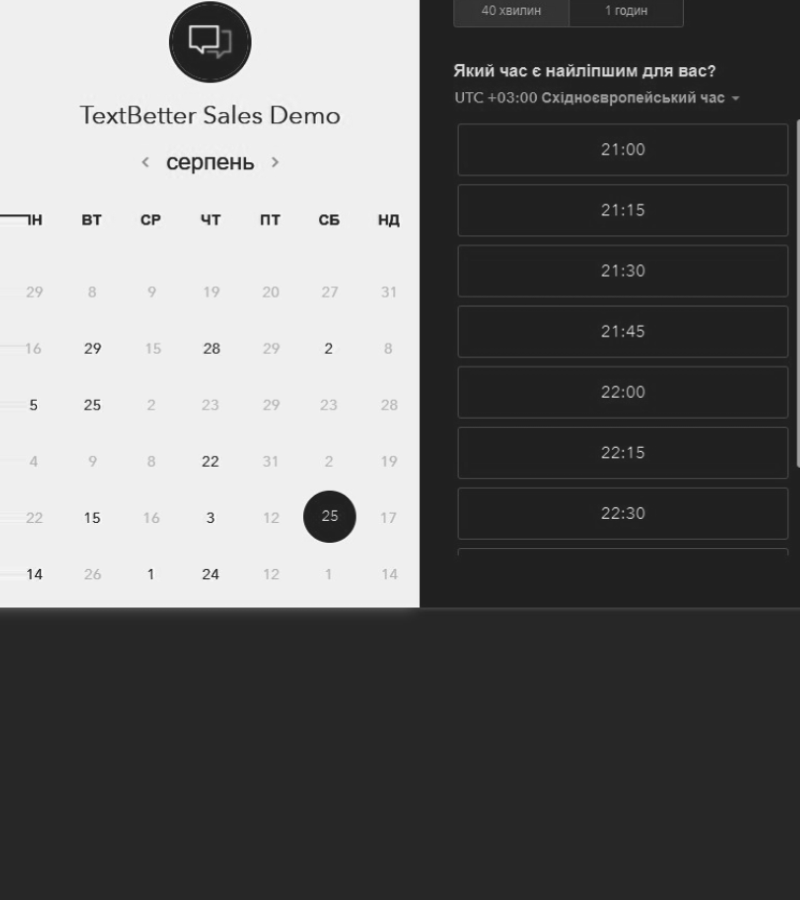 TextBetter Sales Demo
серпень
ПН ВТ СР ЧТ ПТ СБ НД
29 8 9 19 20 27 31
16 29 15 28 29 2 8
5 25 2 23 29 23 28
4 9 8 22 31 2 19
22 15 16 3 12 25 17
14 26 1 24 12 1 14
40 хвилин 1 годин
Який час є найліпшим для вас?
UTC +03:00 Східноєвропейський час
21:00
21:15
21:30
21:45
22:00
22:15
22:30